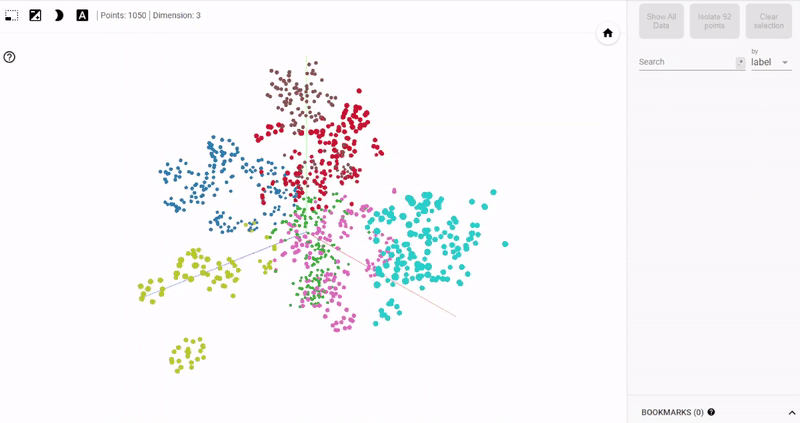 A | Points: 1050 | Dimension: 3
Show All
Data
Isolate 92
points
Clear
selection
Search
.*
by
label
BOOKMARKS (0)